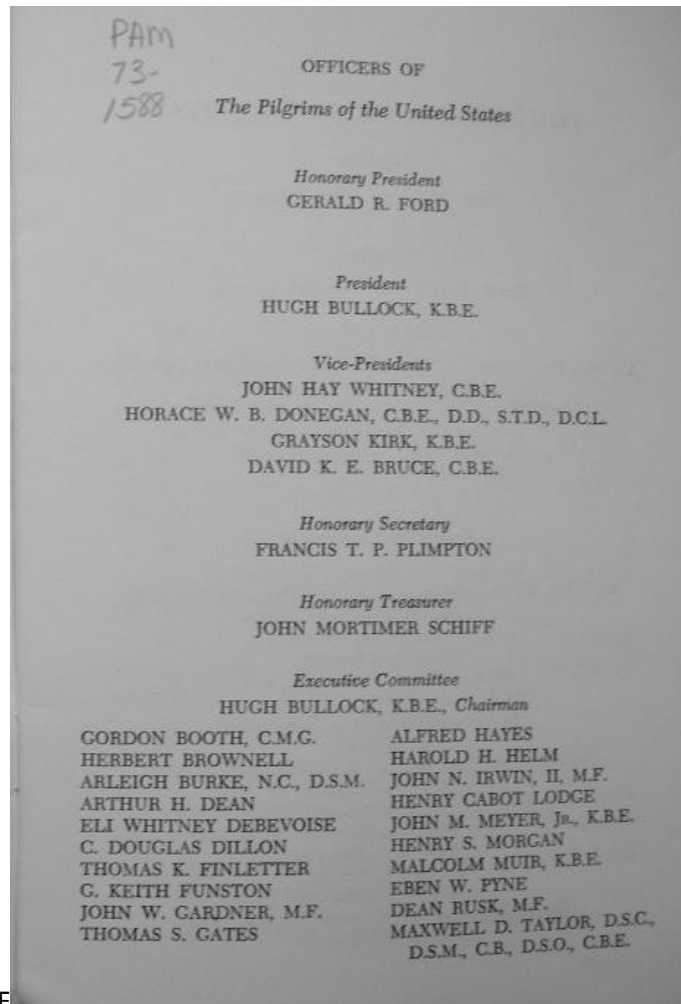 PAM
73-
1588
OFFICERS OF
The Pilgrims of the United States
Honorary President
GERALD R. FORD
President
HUGH BULLOCK, K.B.E.
Vice-Presidents
JOHN HAY WHITNEY, C.B.E.
HORACE W. B. DONEGAN, C.B.E., D.D., S.T.D., D.C.L.
GRAYSON KIRK, K.B.E.
DAVID K. E. BRUCE, C.B.E.
Honorary Secretary
FRANCIS T. P. PLIMPTON
Honorary Treasurer
JOHN MORTIMER SCHIFF
Executive Committee
HUGH BULLOCK, K.B.E., Chairman
GORDON BOOTH, C.M.G.
HERBERT BROWNELL
ARLEIGH BURKE, N.C., D.S.M.
ARTHUR H. DEAN
ELI WHITNEY DEBEVOISE
C. DOUGLAS DILLON
THOMAS K. FINLETTER
G. KEITH FUNSTON
JOHN W. GARDNER, M.F.
THOMAS S. GATES
ALFRED HAYES
HAROLD H. HELM
JOHN N. IRWIN, II, M.F.
HENRY CABOT LODGE
JOHN M. MEYER, Jr., K.B.E.
HENRY S. MORGAN
MALCOLM MUIR, K.B.E.
EBEN W. PYNE
DEAN RUSK, M.F.
MAXWELL D. TAYLOR, D.S.C.,
D.S.M., C.B., D.S.O., C.B.E.